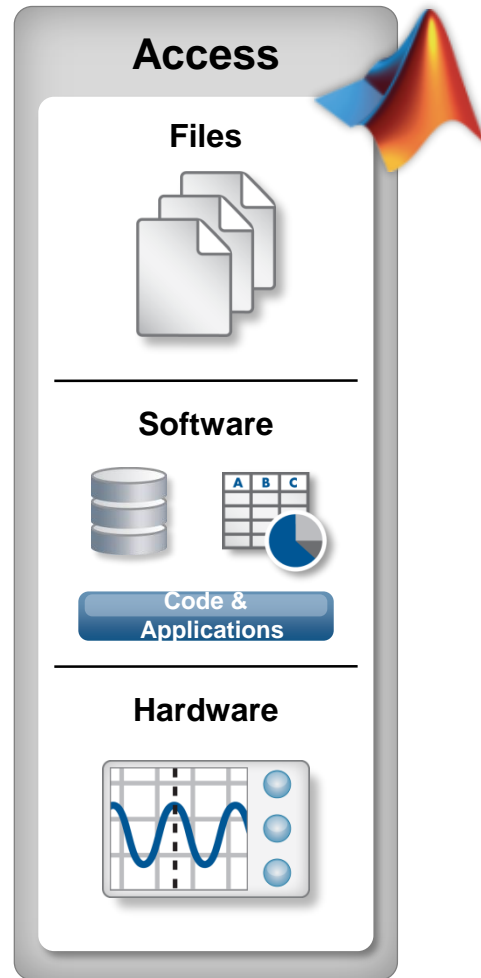 Access
Files
Software
A B C
Code &
Applications
Hardware